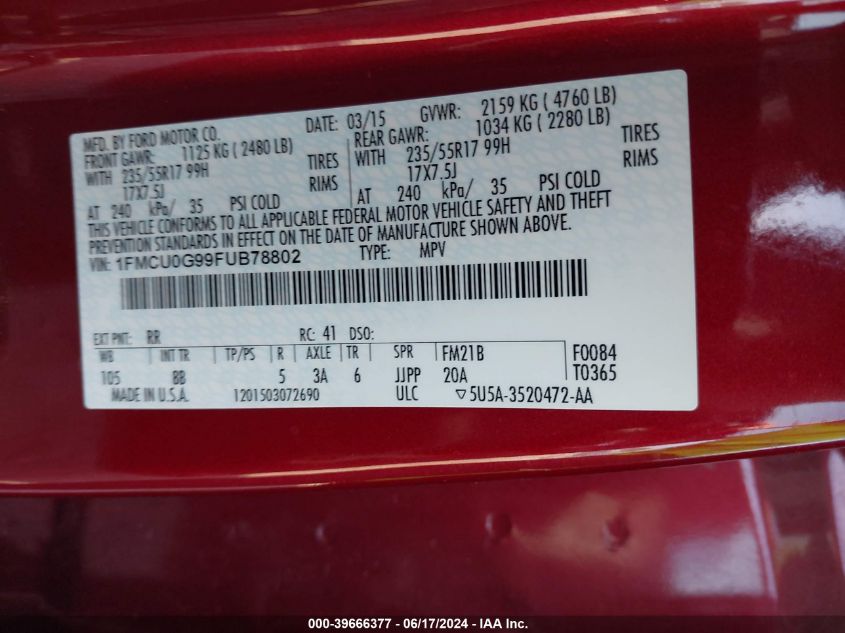 MFD. BY FORD MOTOR CO. DATE: 03/15 GVWR: 2159 KG ( 4760 LB)
FRONT GAWR: 1125 KG ( 2480 LB) REAR GAWR: 1034 KG ( 2280 LB)
WITH 235/55R17 99H TIRES WITH 235/55R17 99H TIRES
17X7.5J RIMS 17X7.5J RIMS
AT 240 kPa/ 35 PSI COLD AT 240 kPa/ 35 PSI COLD
THIS VEHICLE CONFORMS TO ALL APPLICABLE FEDERAL MOTOR VEHICLE SAFETY AND THEFT
PREVENTION STANDARDS IN EFFECT ON THE DATE OF MANUFACTURE SHOWN ABOVE.
VIN: 1FMCU0G99FUB78802 TYPE: MPV
EXT PNT: RR RC: 41 DSO:
WB INT TR TP/PS R AXLE TR SPR FM21B F0084
105 8B 5 3A 6 JJPP 20A T0365
MADE IN U.S.A. 1201503072690 ULC ▽5U5A-3520472-AA
000-39666377 - 06/17/2024 - IAA Inc.